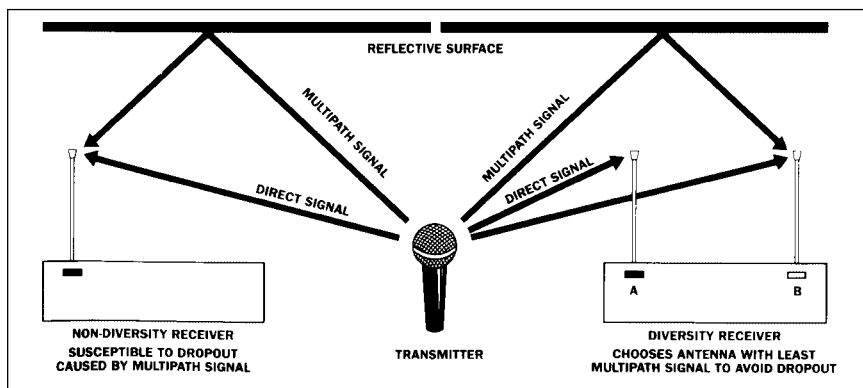 REFLECTIVE SURFACE
MULTIPATH SIGNAL
DIRECT SIGNAL
MULTIPATH SIGNAL
DIRECT SIGNAL
A
B
NON-DIVERSITY RECEIVER
SUSCEPTIBLE TO DROPOUT
CAUSED BY MULTIPATH SIGNAL
TRANSMITTER
DIVERSITY RECEIVER
CHOOSES ANTENNA WITH LEAST
MULTIPATH SIGNAL TO AVOID DROPOUT